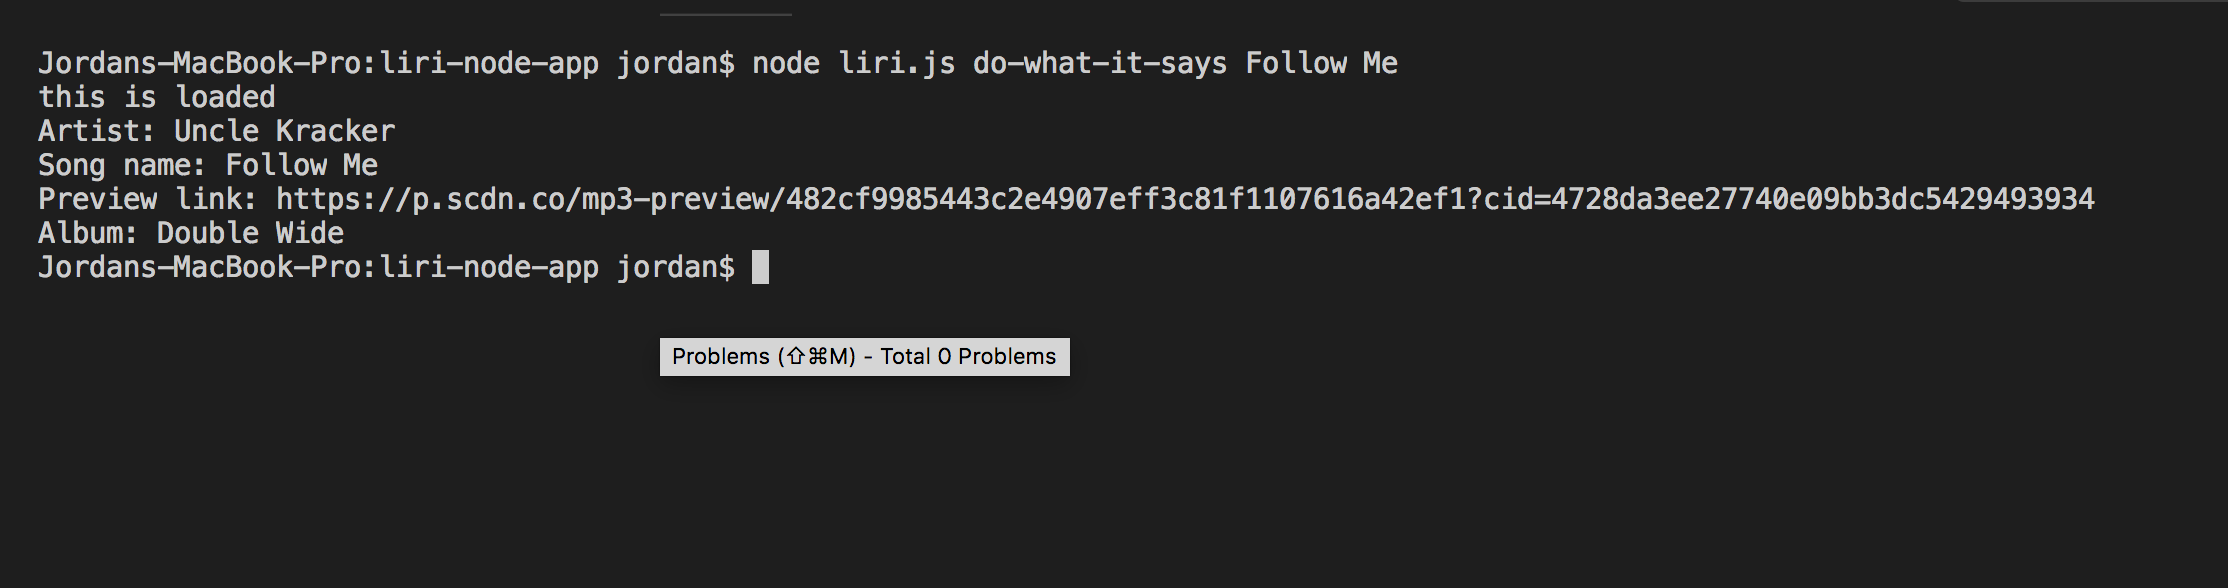 Jordans-MacBook-Pro:liri-node-app jordan$ node liri.js do-what-it-says Follow Me
this is loaded
Artist: Uncle Kracker
Song name: Follow Me
Preview link: https://p.scdn.co/mp3-preview/482cf9985443c2e4907eff3c81f1107616a42ef1?cid=4728da3ee27740e09bb3dc5429493934
Album: Double Wide
Jordans-MacBook-Pro:liri-node-app jordan$
Problems (⇧⌘M) - Total 0 Problems